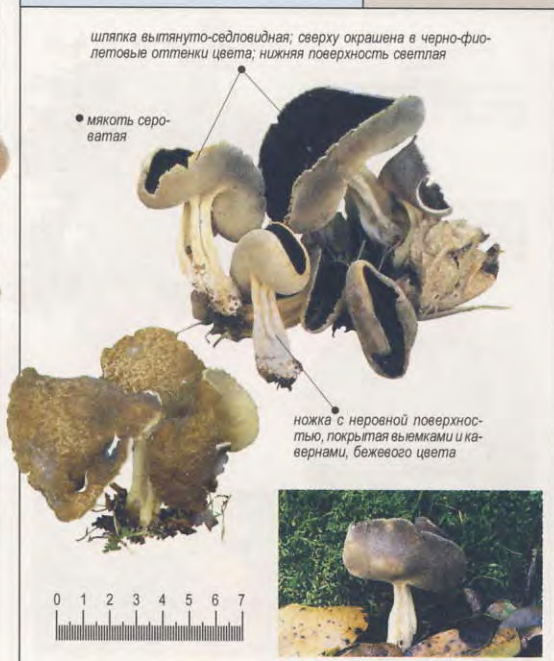 шляпка вытянуто-седловидная; сверху окрашена в черно-фио-
летовые оттенки цвета; нижняя поверхность светлая
мякоть серо-
ватая
ножка с неровной поверхнос-
тью, покрытая выемками и ка-
вернами, бежевого цвета
0 1 2 3 4 5 6 7